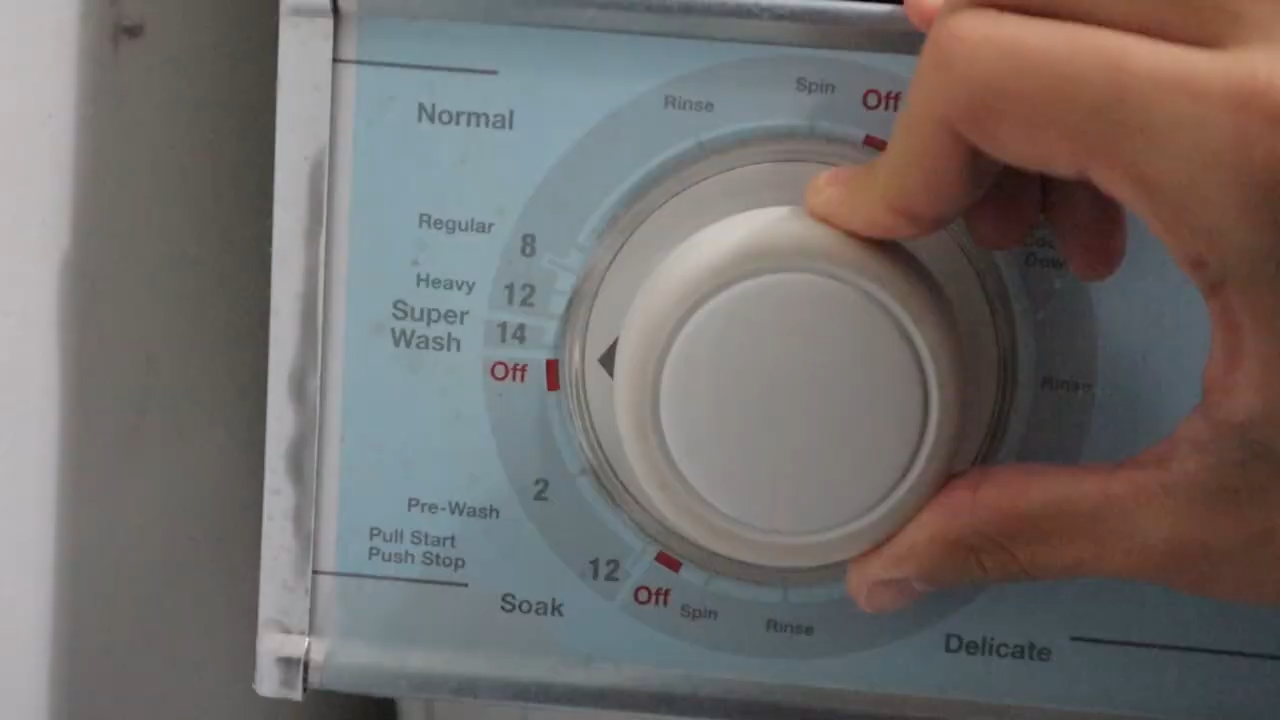 Spin
Off
Rinse
Normal
Regular
8
Heavy
12
Super
Wash
14
Off
Rinse
2
Pre-Wash
Pull Start
Push Stop
12
Off
Spin
Rinse
Soak
Delicate